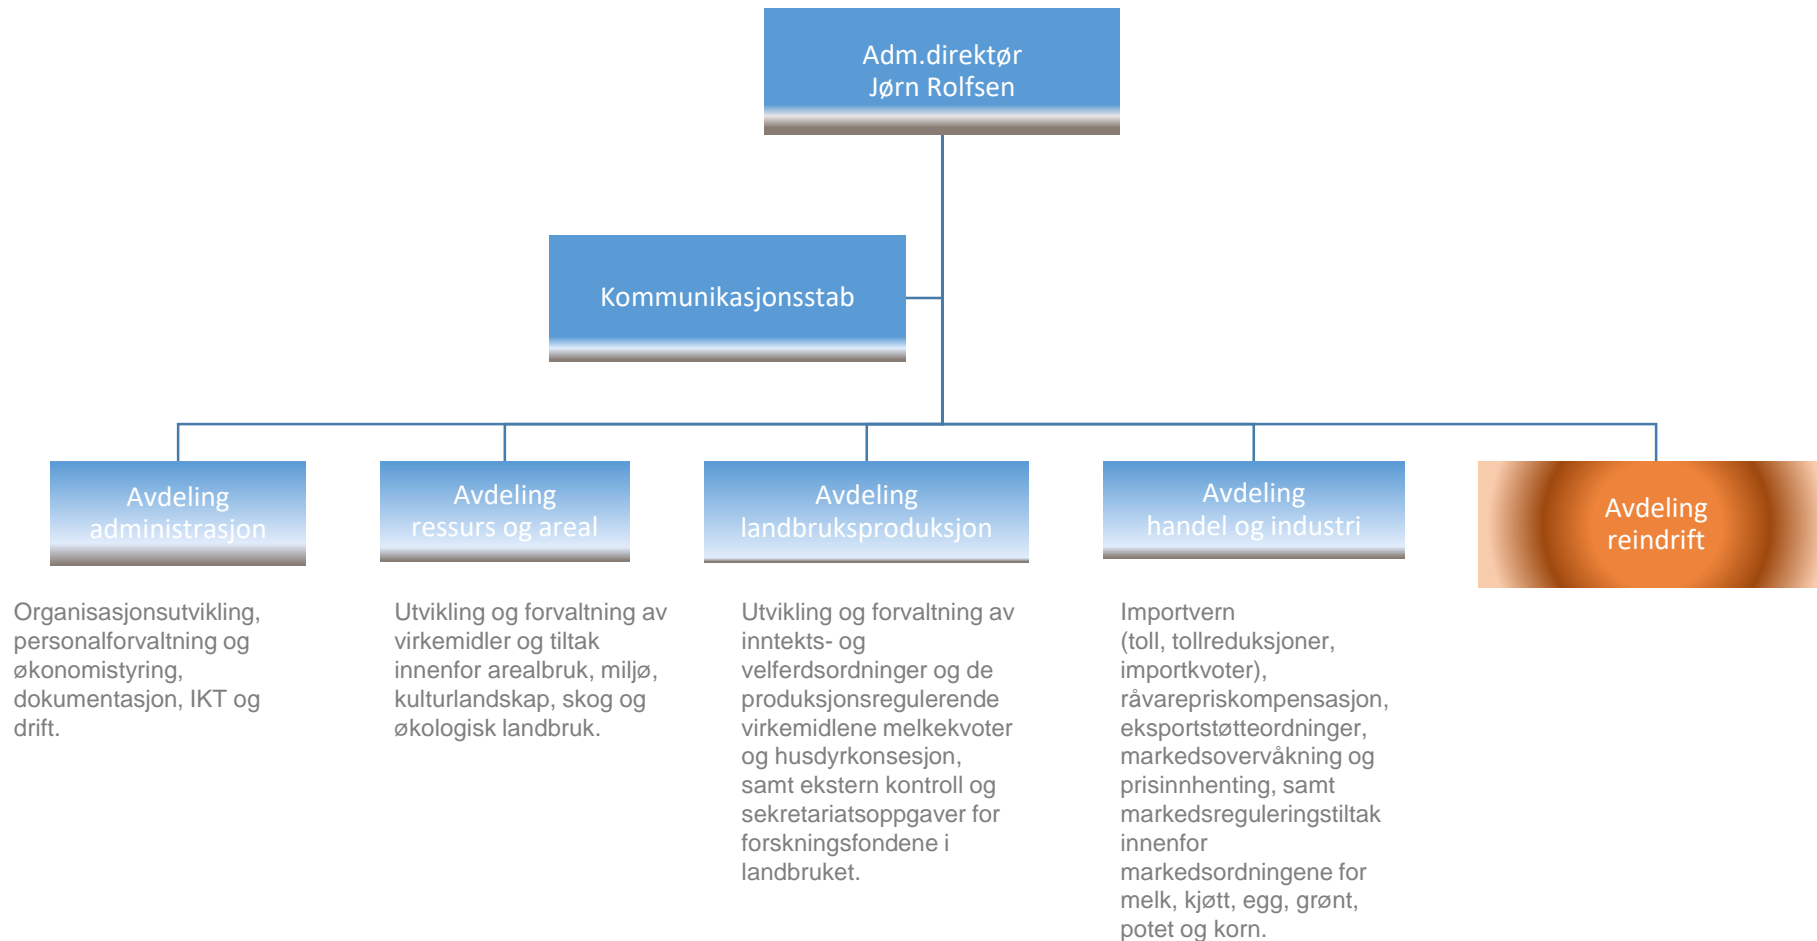 Adm.direktør
Jørn Rolfsen
Kommunikasjonsstab
Avdeling
administrasjon
Avdeling
ressurs og areal
Avdeling
landbruksproduksjon
Avdeling
handel og industri
Avdeling
reindrift
Organisasjonsutvikling,
personalforvaltning og
økonomistyring,
dokumentasjon, IKT og
drift.
Utvikling og forvaltning av
virkemidler og tiltak
innenfor arealbruk, miljø,
kulturlandskap, skog og
økologisk landbruk.
Utvikling og forvaltning av
inntekts- og
velferdsordninger og de
produksjonsregulerende
virkemidlene melkekvoter
og husdyrkonsesjon,
samt ekstern kontroll og
sekretariatsoppgaver for
forskningsfondene i
landbruket.
Importvern
(toll, tollreduksjoner,
importkvoter),
råvarepriskompensasjon,
eksportstøtteordninger,
markedsovervåkning og
prisinnhenting, samt
markedsreguleringstiltak
innenfor
markedsordningene for
melk, kjøtt, egg, grønt,
potet og korn.